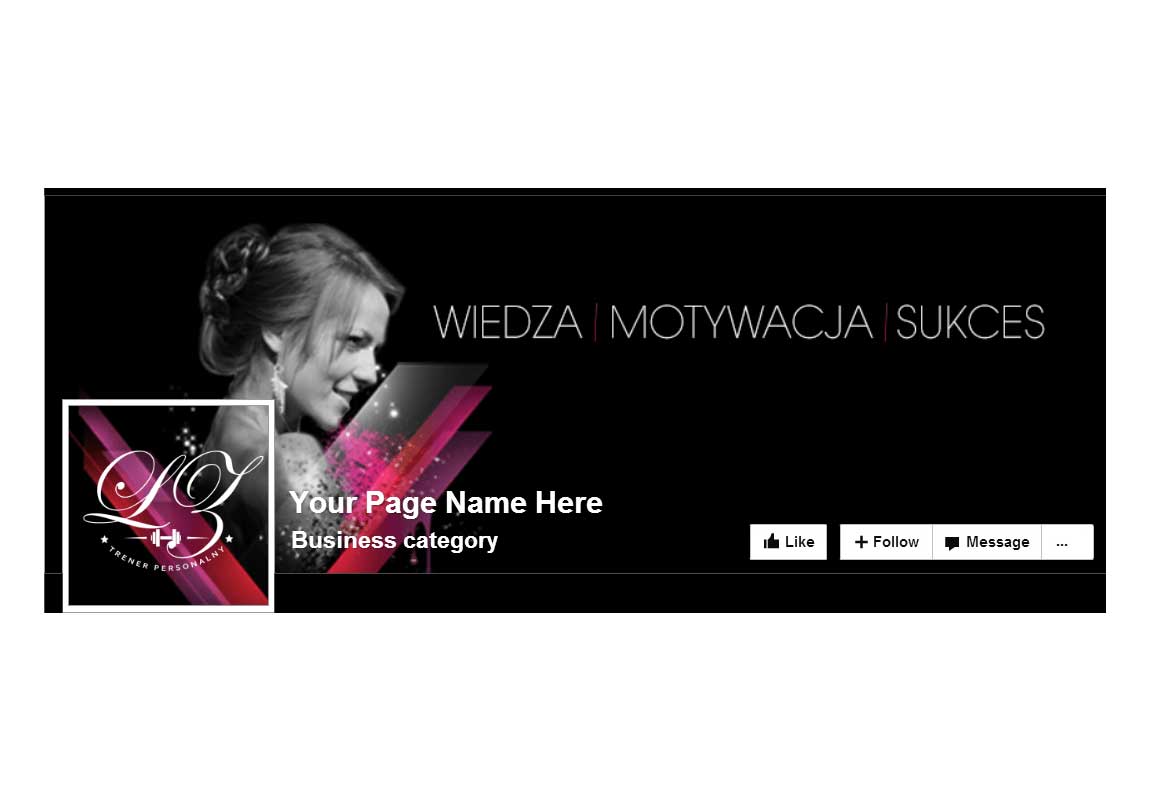 WIEDZA | MOTYWACJA | SUKCES
LZ
TRENER PERSONALNY
Your Page Name Here
Business category
Like
Follow
Message
...